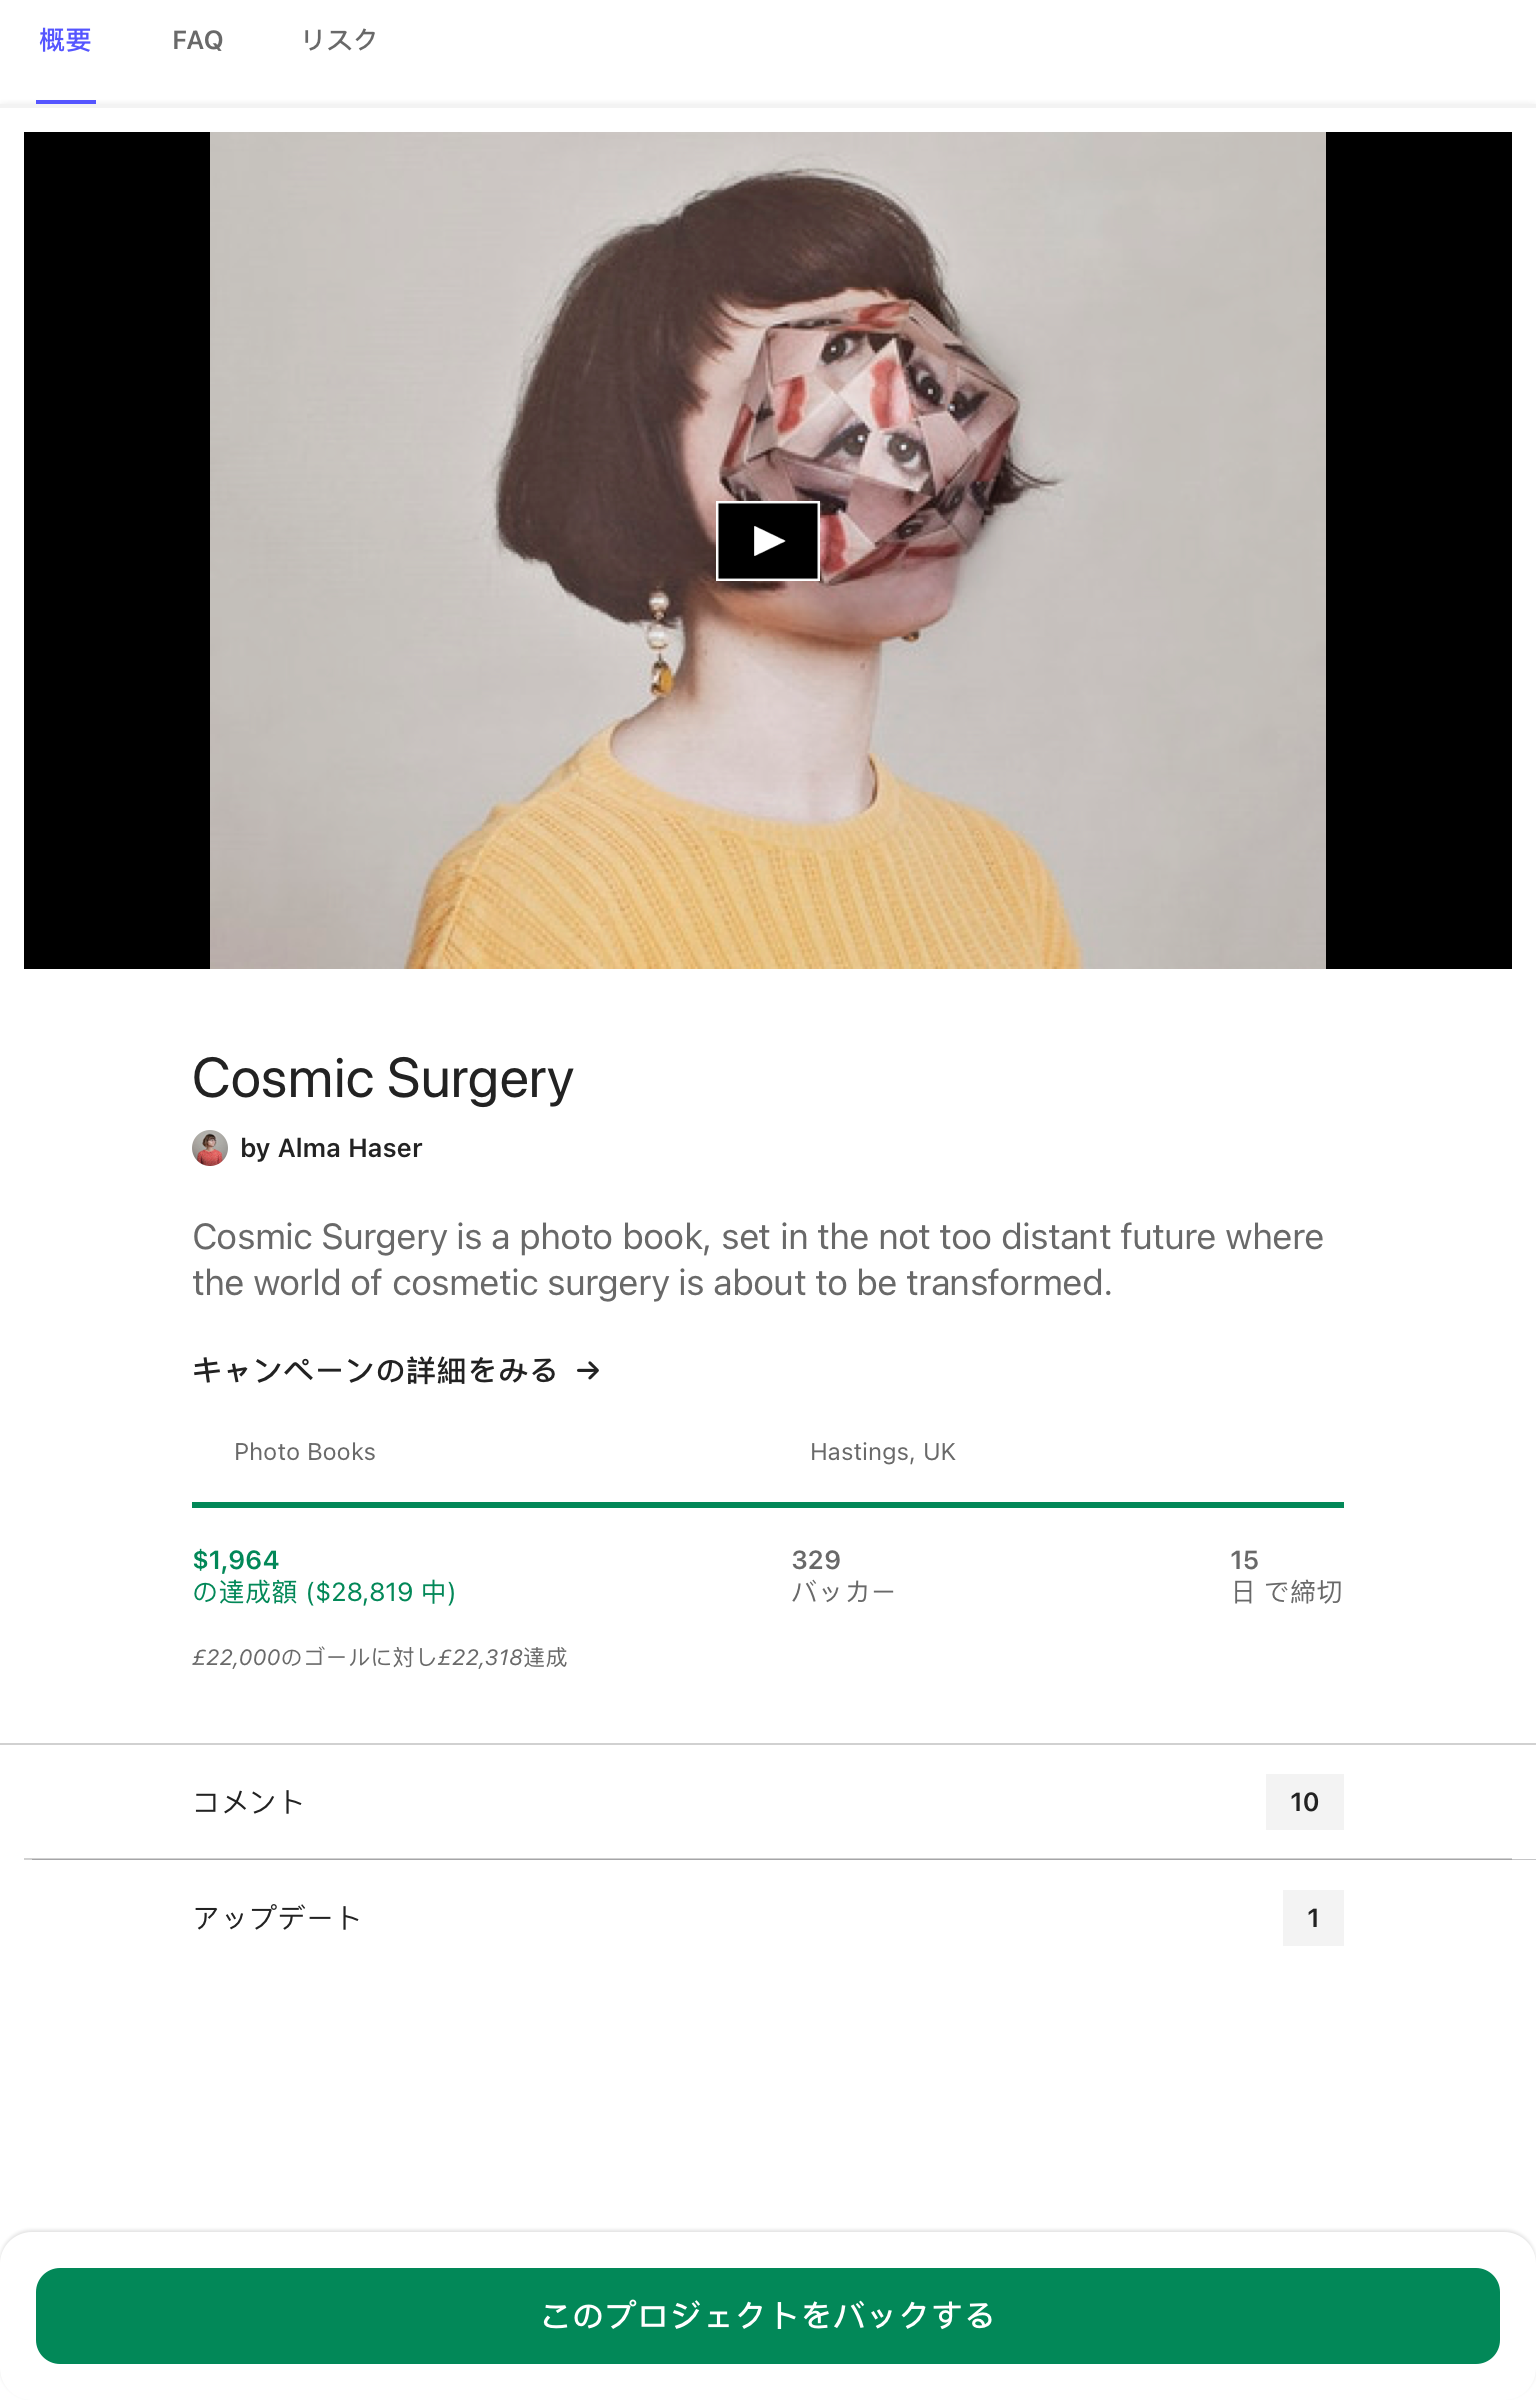 概要
FAQ
リスク
Cosmic Surgery
by Alma Haser
Cosmic Surgery is a photo book, set in the not too distant future where
the world of cosmetic surgery is about to be transformed.
キャンペーンの詳細をみる →
Photo Books
Hastings, UK
$1,964
の達成額 ($28,819 中)
329
バッカー
15
日 で締切
£22,000のゴールに対し£22,318達成
コメント
10
アップデート
1
このプロジェクトをバックする